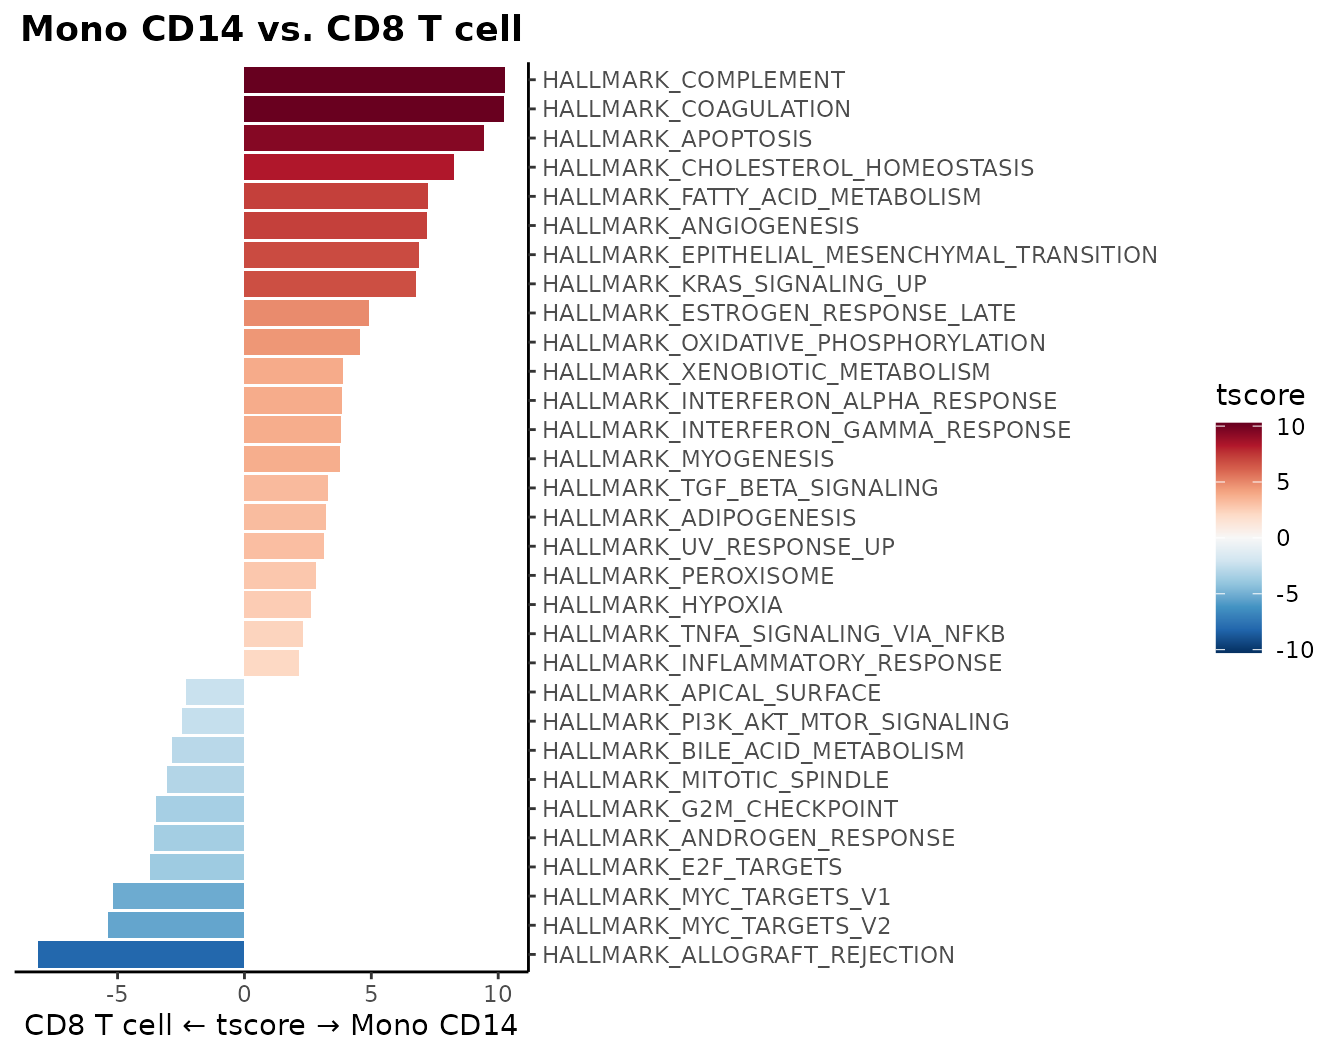 Mono CD14 vs. CD8 T cell
HALLMARK_COMPLEMENT
HALLMARK_COAGULATION
HALLMARK_APOPTOSIS
HALLMARK_CHOLESTEROL_HOMEOSTASIS
HALLMARK_FATTY_ACID_METABOLISM
HALLMARK_ANGIOGENESIS
HALLMARK_EPITHELIAL_MESENCHYMAL_TRANSITION
HALLMARK_KRAS_SIGNALING_UP
HALLMARK_ESTROGEN_RESPONSE_LATE
HALLMARK_OXIDATIVE_PHOSPHORYLATION
HALLMARK_XENOBIOTIC_METABOLISM
HALLMARK_INTERFERON_ALPHA_RESPONSE
HALLMARK_INTERFERON_GAMMA_RESPONSE
HALLMARK_MYOGENESIS
HALLMARK_TGF_BETA_SIGNALING
HALLMARK_ADIPOGENESIS
HALLMARK_UV_RESPONSE_UP
HALLMARK_PEROXISOME
HALLMARK_HYPOXIA
HALLMARK_TNFA_SIGNALING_VIA_NFKB
HALLMARK_INFLAMMATORY_RESPONSE
HALLMARK_APICAL_SURFACE
HALLMARK_PI3K_AKT_MTOR_SIGNALING
HALLMARK_BILE_ACID_METABOLISM
HALLMARK_MITOTIC_SPINDLE
HALLMARK_G2M_CHECKPOINT
HALLMARK_ANDROGEN_RESPONSE
HALLMARK_E2F_TARGETS
HALLMARK_MYC_TARGETS_V1
HALLMARK_MYC_TARGETS_V2
HALLMARK_ALLOGRAFT_REJECTION
-5 0 5 10
CD8 T cell ← tscore → Mono CD14
tscore
10
5
0
-5
-10